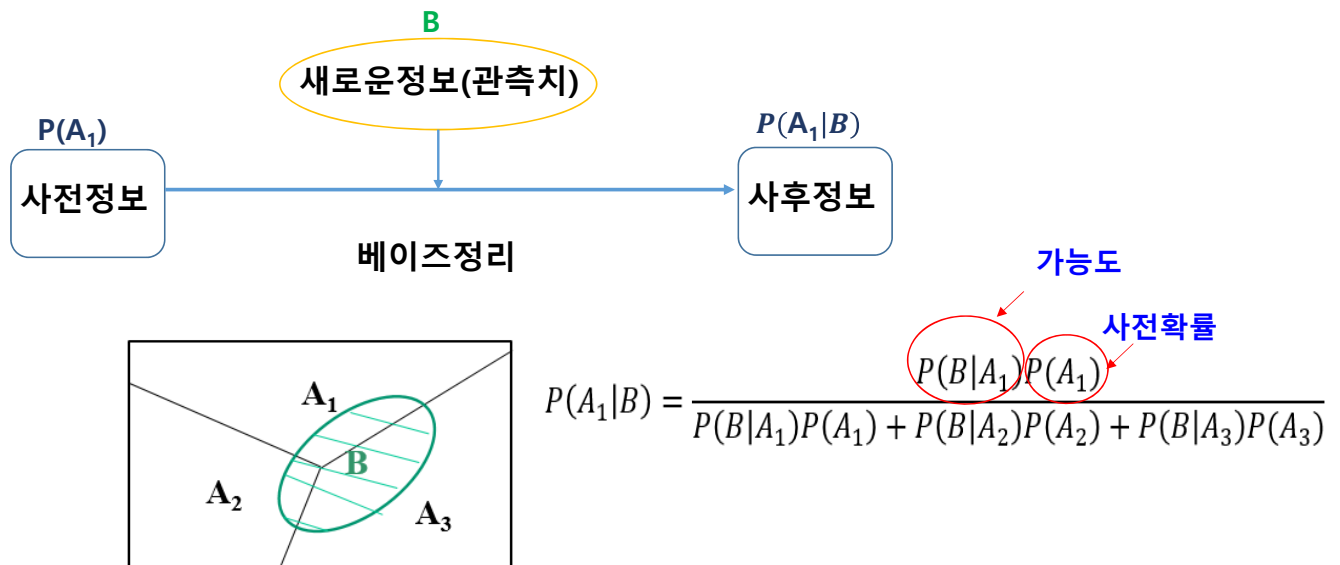 B
새로운정보(관측치)
P(A₁)
P(A₁|B)
사전정보
사후정보
베이즈정리
가능도
사전확률
A₁
B
A₂
A₃
P(A₁|B) = P(B|A₁)P(A₁) / P(B|A₁)P(A₁) + P(B|A₂)P(A₂) + P(B|A₃)P(A₃)